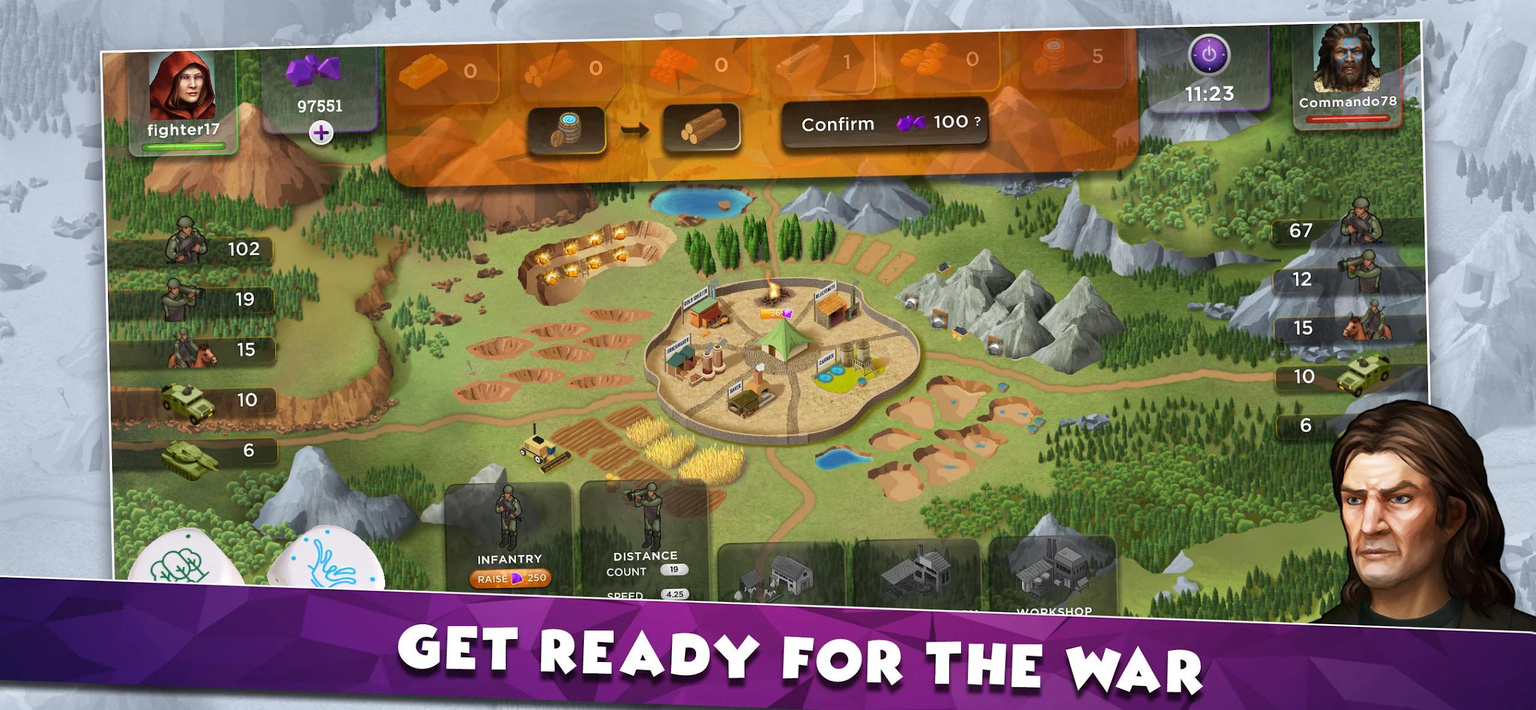 0
0
0
1
0
5
97551
11:23
fighter17
Commando78
Confirm 100 ?
102
19
15
10
6
67
12
15
10
6
36
INFANTRY
RAISE 250
DISTANCE
COUNT 19
SPEED 4.25
WORKSHOP
GET READY FOR THE WAR